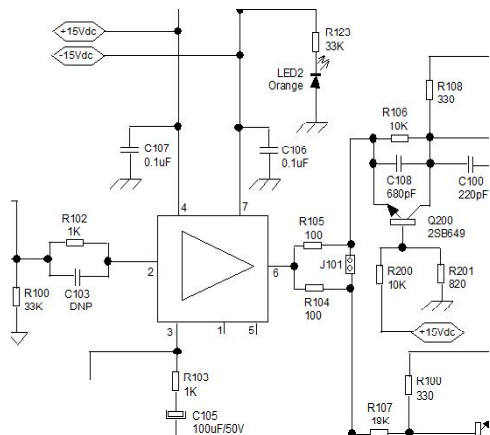 +15Vdc
-15Vdc
R123
33K
LED2
Orange
R108
330
R106
10K
C107
0.1uF
C106
0.1uF
C108
680pF
C100
220pF
4
7
R102
1K
R105
100
Q200
2SB649
2
6
J101
R100
33K
C103
DNP
R104
100
R200
10K
R201
820
3
1
5
+15Vdc
R103
1K
R100
330
C105
100uF/50V
R107
18K